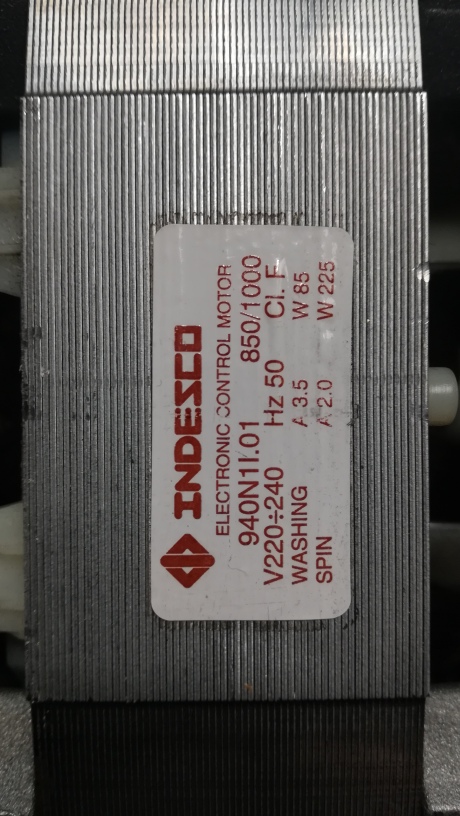 INDESCO
ELECTRONIC CONTROL MOTOR
940N1I.01 850/1000
V220÷240 Hz 50 Cl. F
WASHING A 3.5 W 85
SPIN A 2.0 W 225